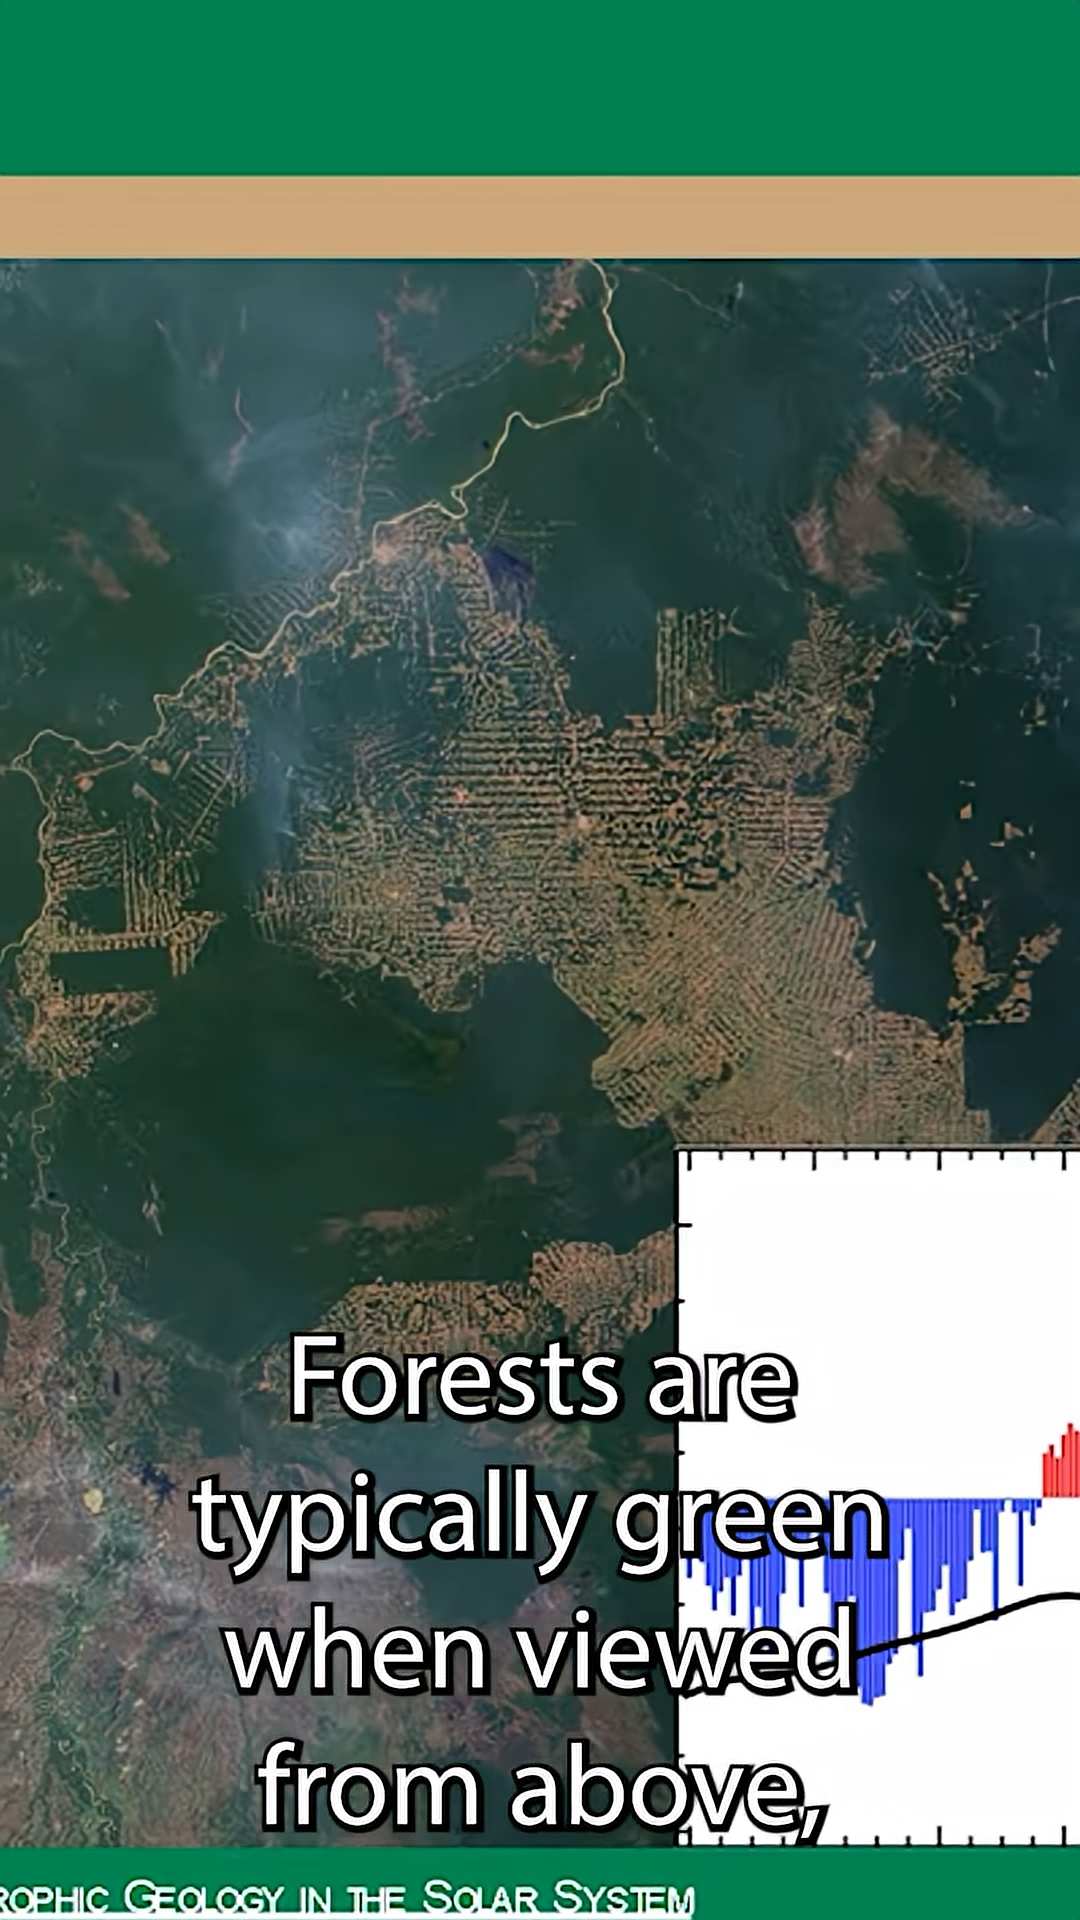 Forests are
typically green
when viewed
from above,
ROPHIC GEOLOGY IN THE SOLAR SYSTEM